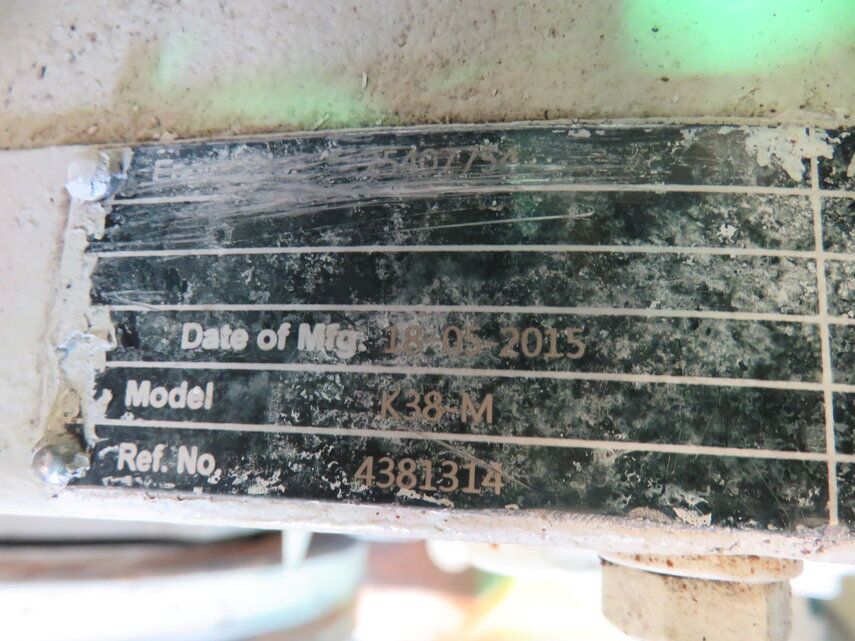 Date of Mfg. 18-05-2015
Model K38-M
Ref. No. 4381314